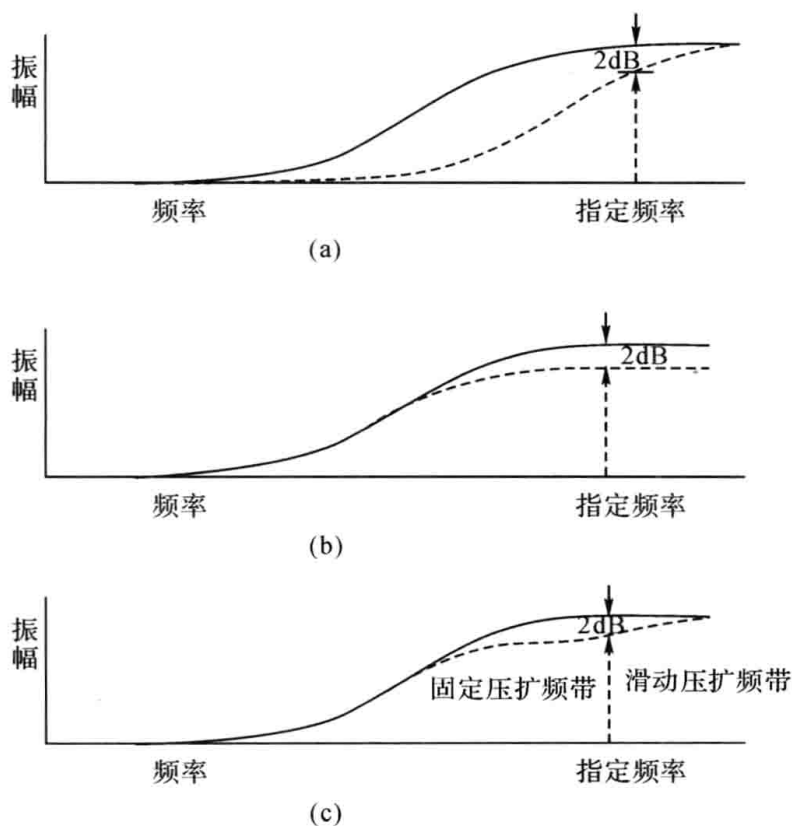 振幅
2dB
频率
指定频率
(a)
振幅
2dB
频率
指定频率
(b)
振幅
2dB
固定压扩频带
滑动压扩频带
频率
指定频率
(c)